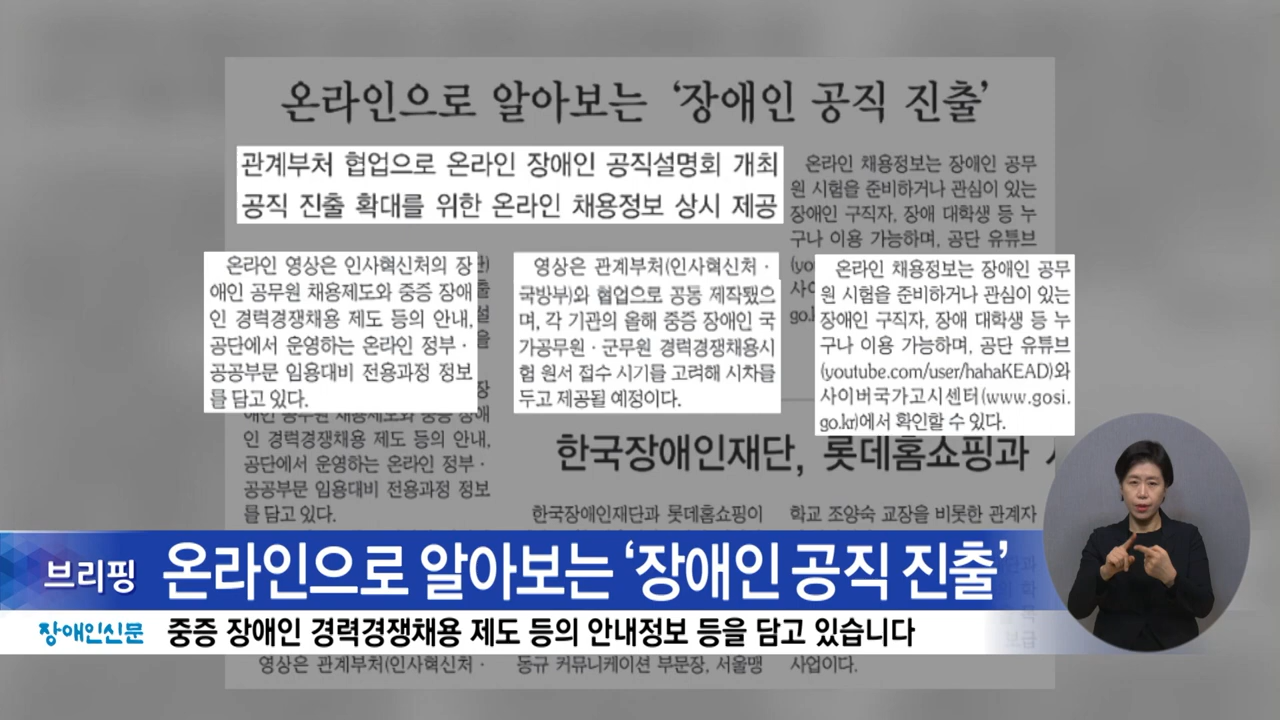 온라인으로 알아보는 ‘장애인 공직 진출’
관계부처 협업으로 온라인 장애인 공직설명회 개최
공직 진출 확대를 위한 온라인 채용정보 상시 제공
온라인 채용정보는 장애인 공무
원 시험을 준비하거나 관심이 있는
장애인 구직자, 장애 대학생 등 누
구나 이용 가능하며, 공단 유튜브
온라인 영상은 인사혁신처의 장
애인 공무원 채용제도와 중증 장애
인 경력경쟁채용 제도 등의 안내,
공단에서 운영하는 온라인 정부·
공공부문 임용대비 전용과정 정보
를 담고 있다.
영상은 관계부처(인사혁신처·
국방부)와 협업으로 공동 제작됐으
며, 각 기관의 올해 중증 장애인 국
가공무원·군무원 경력경쟁채용시
험 원서 접수 시기를 고려해 시차를
두고 제공될 예정이다.
온라인 채용정보는 장애인 공무
원 시험을 준비하거나 관심이 있는
장애인 구직자, 장애 대학생 등 누
구나 이용 가능하며, 공단 유튜브
(youtube.com/user/hahaKEAD)와
사이버국가고시센터(www.gosi.
go.kr)에서 확인할 수 있다.
인 경력경쟁채용 제도 등의 안내,
공단에서 운영하는 온라인 정부·
공공부문 임용대비 전용과정 정보
를 담고 있다.
한국장애인재단, 롯데홈쇼핑과
한국장애인재단과 롯데홈쇼핑이
학교 조양숙 교장을 비롯한 관계자
브리핑 온라인으로 알아보는 ‘장애인 공직 진출’
장애인신문 중증 장애인 경력경쟁채용 제도 등의 안내정보 등을 담고 있습니다
영상은 관계부처(인사혁신처·
동규 커뮤니케이션 부문장, 서울맹
사업이다.